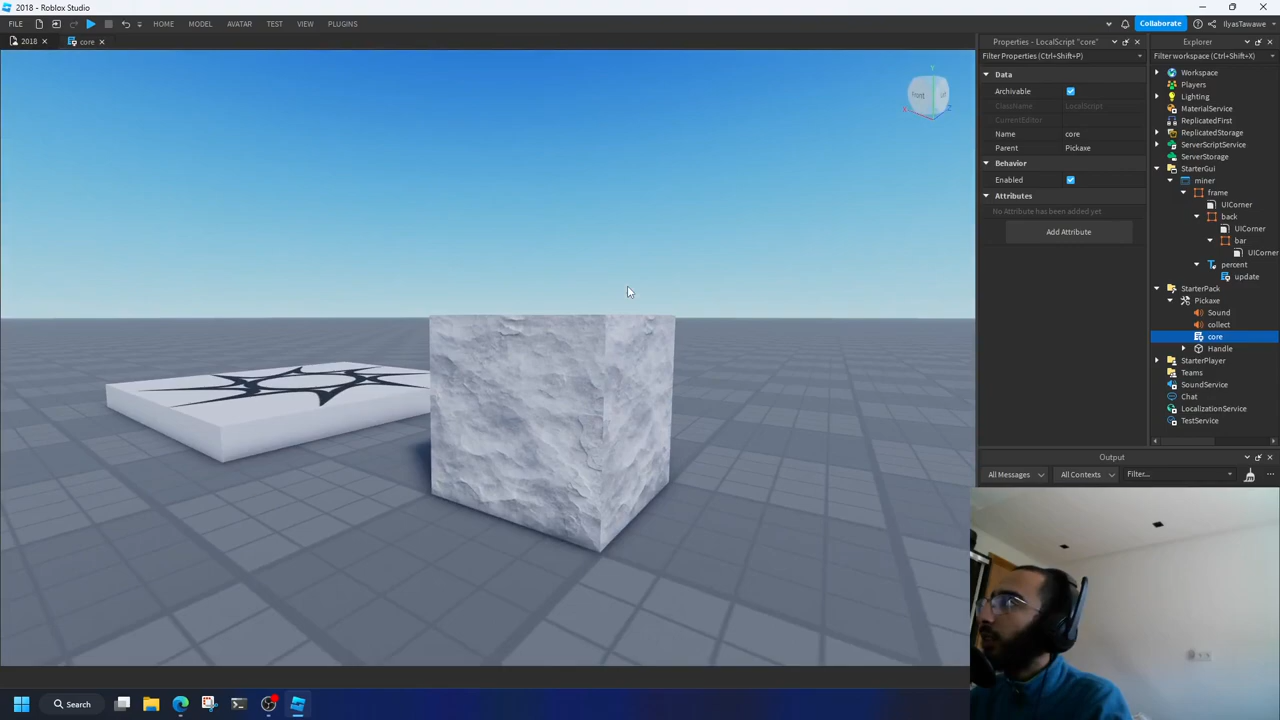 2018 - Roblox Studio
FILE HOME MODEL AVATAR TEST VIEW PLUGINS Collaborate IlyasTawawe
2018 core
Properties - LocalScript "core"
Filter Properties (Ctrl+Shift+P)
Data
Archivable
ClassName LocalScript
CurrentEditor
Name core
Parent Pickaxe
Behavior
Enabled
Attributes
No Attribute has been added yet
Add Attribute
Explorer
Filter workspace (Ctrl+Shift+X)
Workspace
Players
Lighting
MaterialService
ReplicatedFirst
ReplicatedStorage
ServerScriptService
ServerStorage
StarterGui
miner
frame
UICorner
back
UICorner
bar
UICorner
percent
update
StarterPack
Pickaxe
Sound
collect
core
Handle
StarterPlayer
Teams
SoundService
Chat
LocalizationService
TestService
Output
All Messages All Contexts Filter...
Front
Y
X
Z
Search